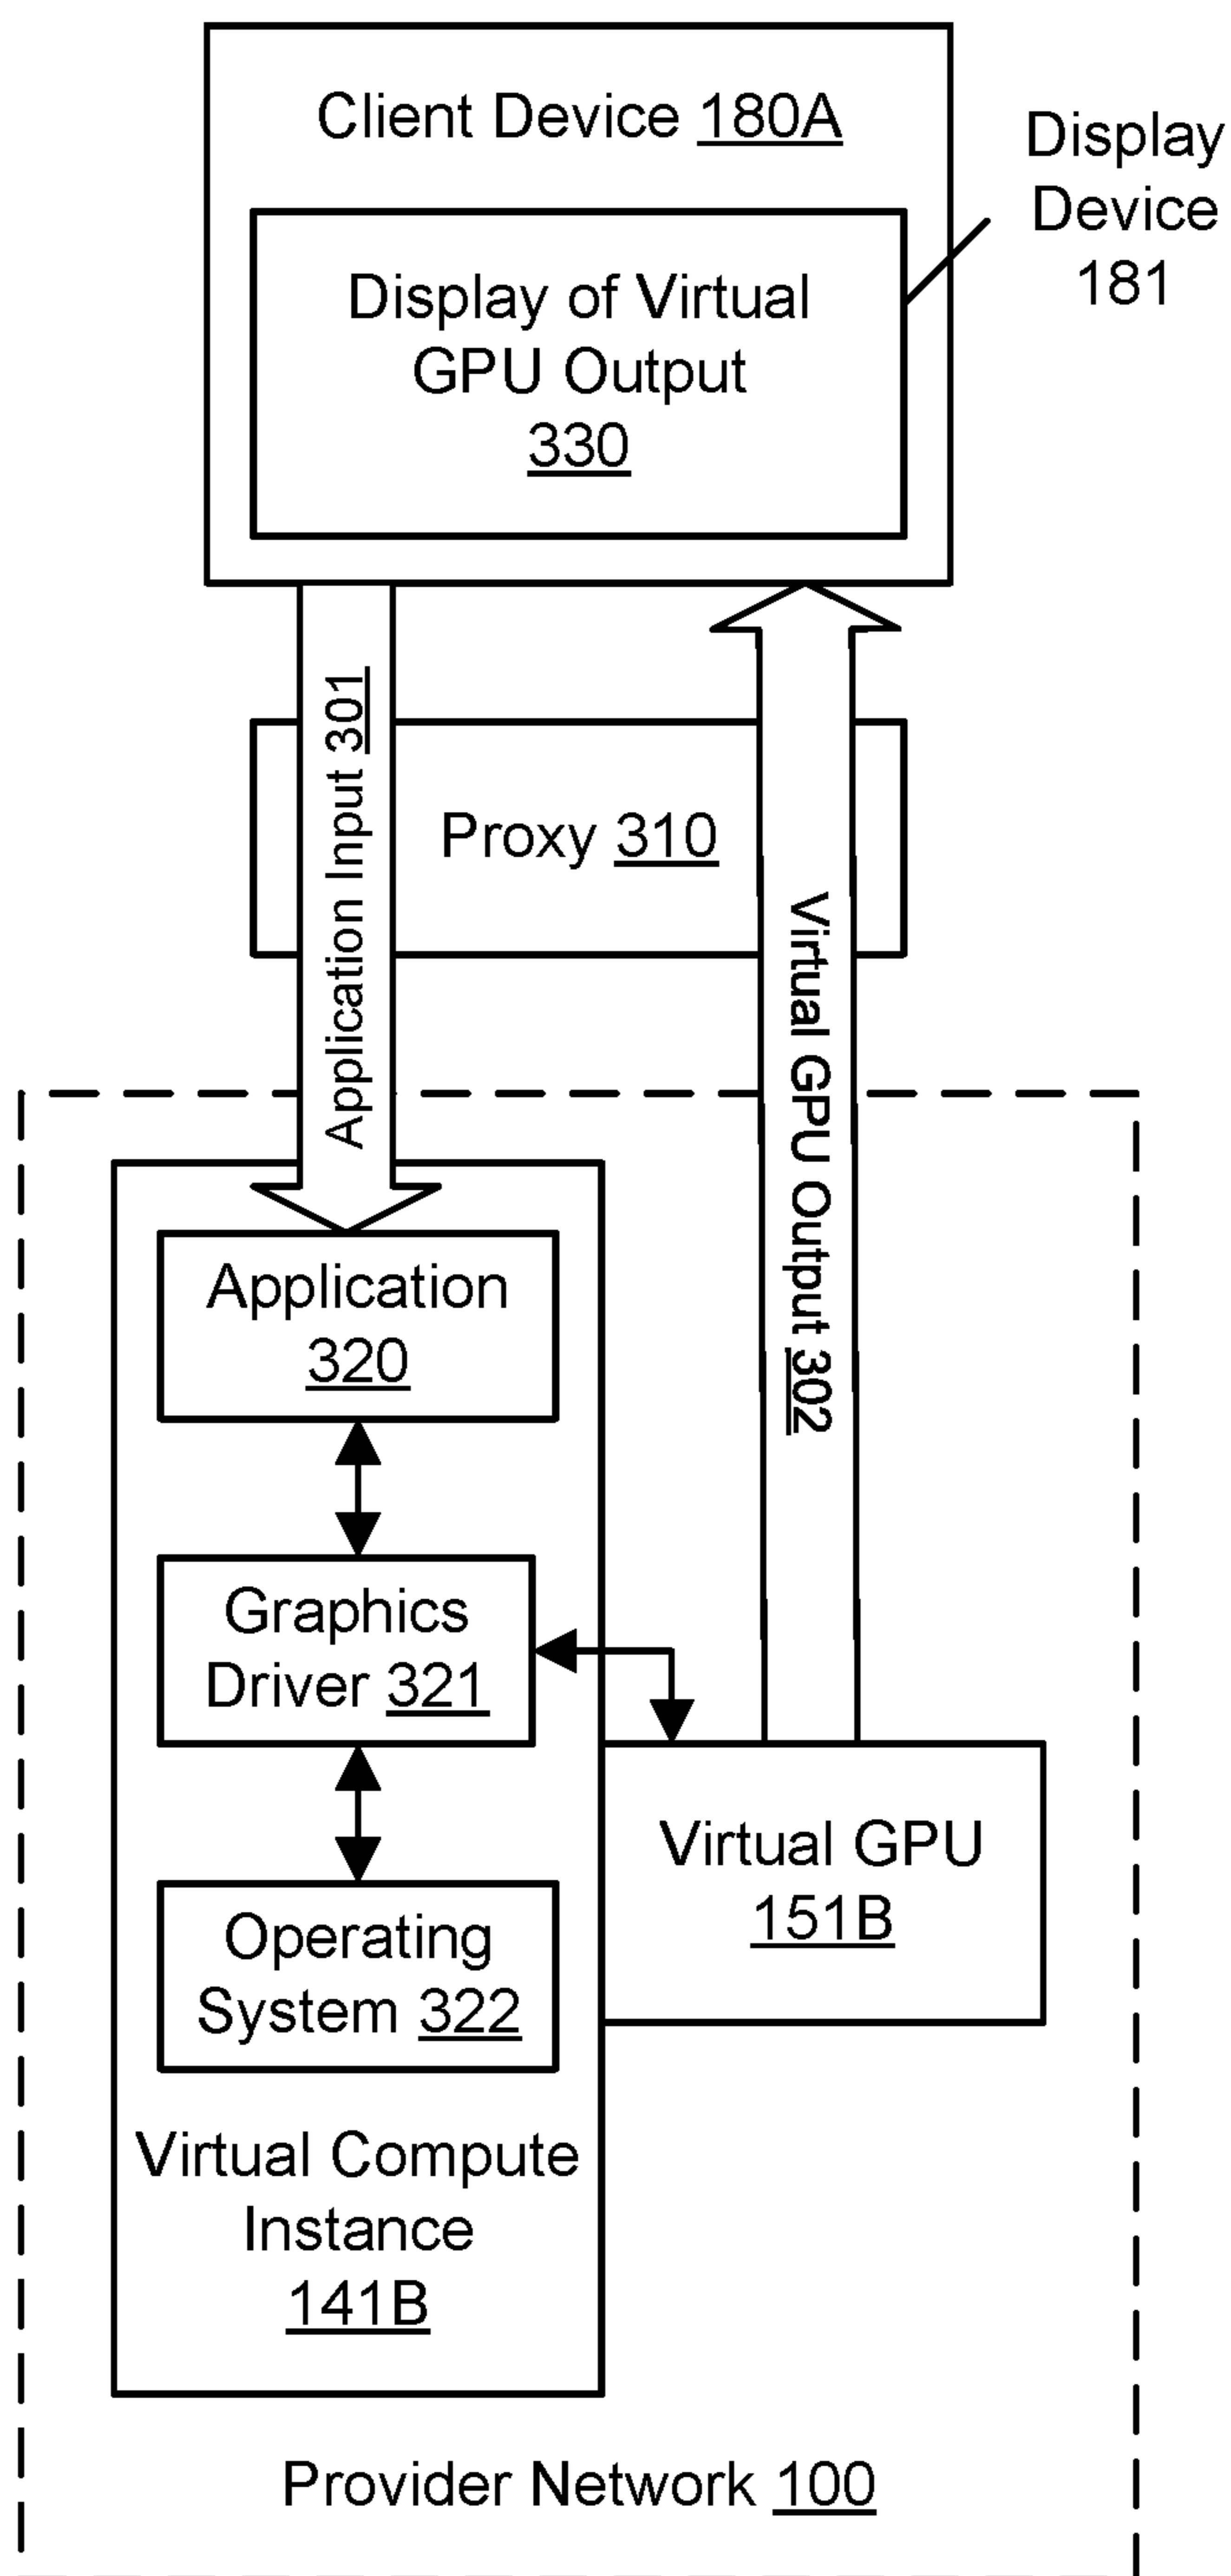 Client Device 180A
Display
Device
181
Display of Virtual
GPU Output
330
Application Input 301
Proxy 310
Virtual GPU Output 302
Application
320
Graphics
Driver 321
Virtual GPU
151B
Operating
System 322
Virtual Compute
Instance
141B
Provider Network 100